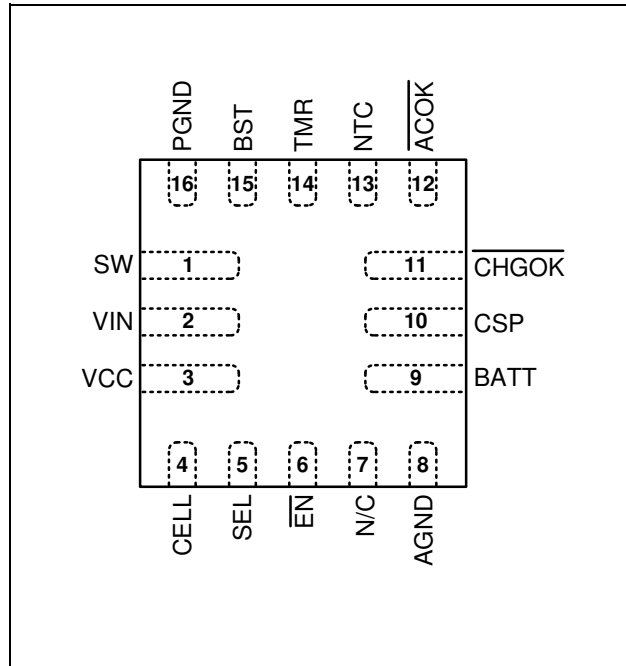 PGND
BST
TMR
NTC
ACOK
16
15
14
13
12
SW
1
11
CHGOK
VIN
2
10
CSP
VCC
3
9
BATT
4
5
6
7
8
CELL
SEL
EN
N/C
AGND